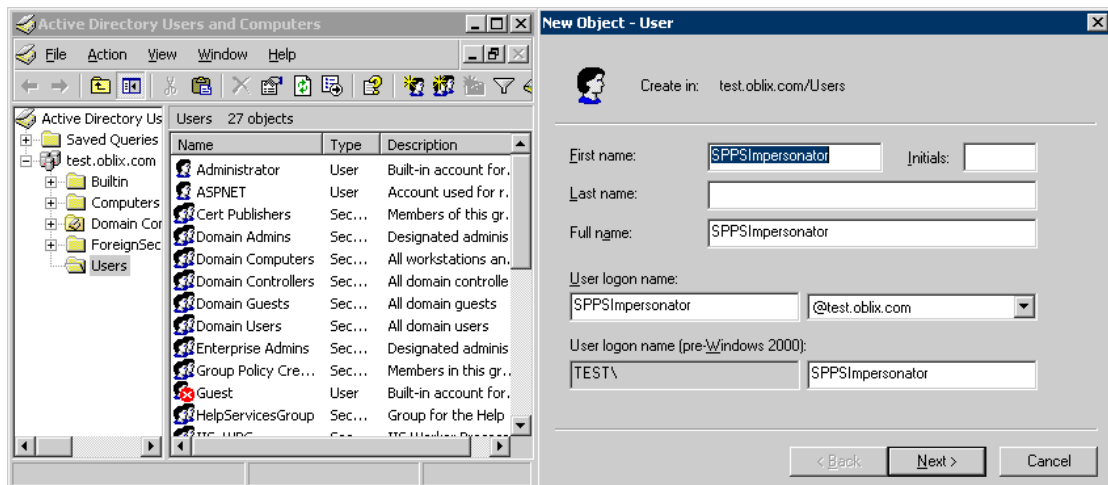 Active Directory Users and Computers
File Action View Window Help
Active Directory Us
Saved Queries
test.oblix.com
Builtin
Computers
Domain Cor
ForeignSec
Users
Users 27 objects
Name Type Description
Administrator User Built-in account for.
ASPNET User Account used for r.
Cert Publishers Sec... Members of this gr.
Domain Admins Sec... Designated adminis
Domain Computers Sec... All workstations an.
Domain Controllers Sec... All domain controlle
Domain Guests Sec... All domain guests
Domain Users Sec... All domain users
Enterprise Admins Sec... Designated adminis
Group Policy Cre... Sec... Members in this gr..
Guest User Built-in account for.
HelpServicesGroup Sec... Group for the Help
New Object - User
Create in: test.oblix.com/Users
First name: SPPSImpersonator Initials:
Last name:
Full name: SPPSImpersonator
User logon name:
SPPSImpersonator @test.oblix.com
User logon name (pre-Windows 2000):
TEST\ SPPSImpersonator
< Back Next > Cancel